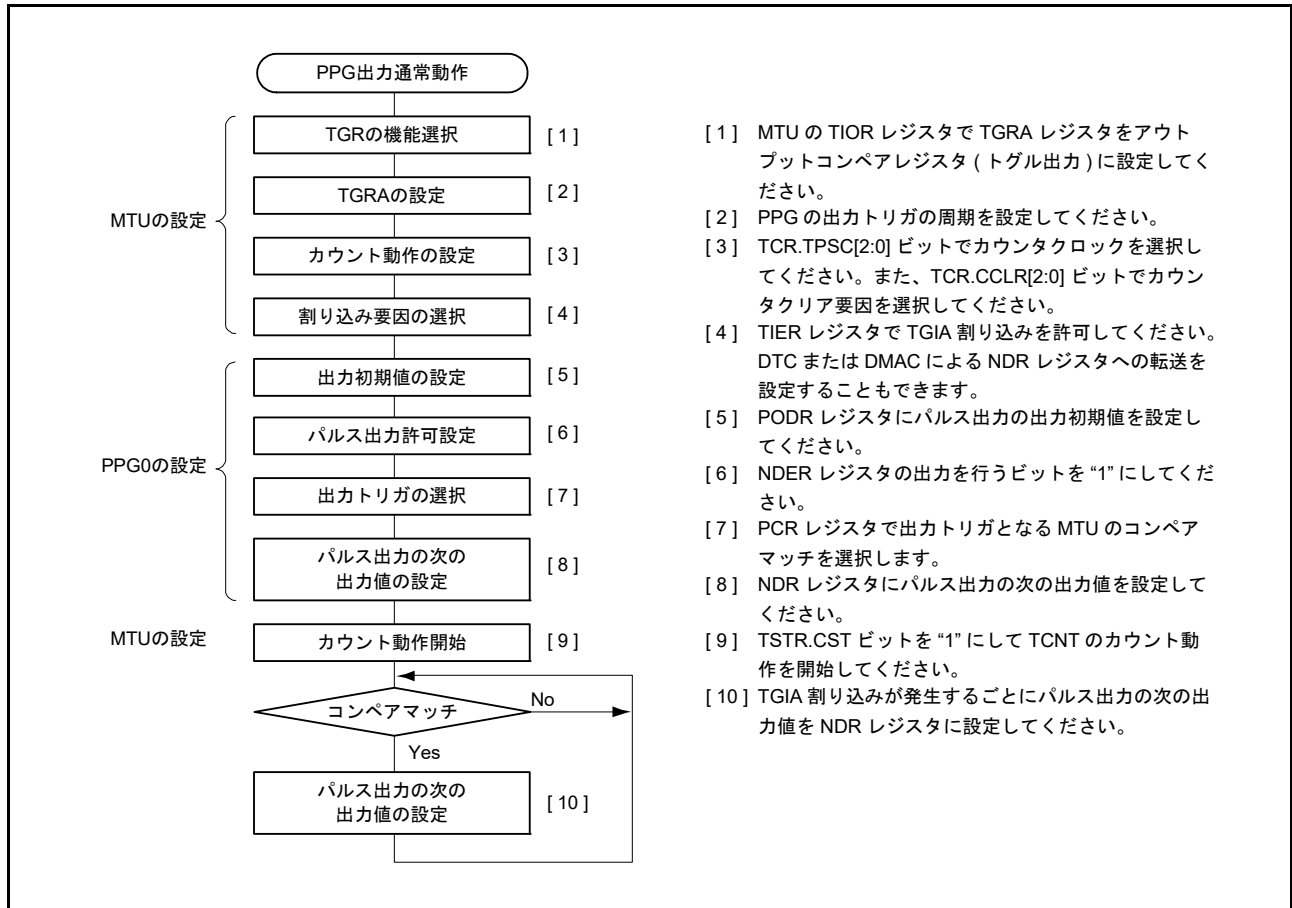 PPG出力通常動作
MTUの設定
TGRの機能選択 [ 1 ]
TGRAの設定 [ 2 ]
カウント動作の設定 [ 3 ]
割り込み要因の選択 [ 4 ]
PPG0の設定
出力初期値の設定 [ 5 ]
パルス出力許可設定 [ 6 ]
出力トリガの選択 [ 7 ]
パルス出力の次の
出力値の設定 [ 8 ]
MTUの設定
カウント動作開始 [ 9 ]
コンペアマッチ
No
Yes
パルス出力の次の
出力値の設定 [ 10 ]
[ 1 ] MTU の TIOR レジスタで TGRA レジスタをアウト
プットコンペアレジスタ ( トグル出力 ) に設定してく
ださい。
[ 2 ] PPG の出力トリガの周期を設定してください。
[ 3 ] TCR.TPSC[2:0] ビットでカウンタクロックを選択し
てください。また、TCR.CCLR[2:0] ビットでカウン
タクリア要因を選択してください。
[ 4 ] TIER レジスタで TGIA 割り込みを許可してください。
DTC または DMAC による NDR レジスタへの転送を
設定することもできます。
[ 5 ] PODR レジスタにパルス出力の出力初期値を設定し
てください。
[ 6 ] NDER レジスタの出力を行うビットを “1” にしてくだ
さい。
[ 7 ] PCR レジスタで出力トリガとなる MTU のコンペア
マッチを選択します。
[ 8 ] NDR レジスタにパルス出力の次の出力値を設定して
ください。
[ 9 ] TSTR.CST ビットを “1” にして TCNT のカウント動
作を開始してください。
[ 10 ] TGIA 割り込みが発生するごとにパルス出力の次の出
力値を NDR レジスタに設定してください。